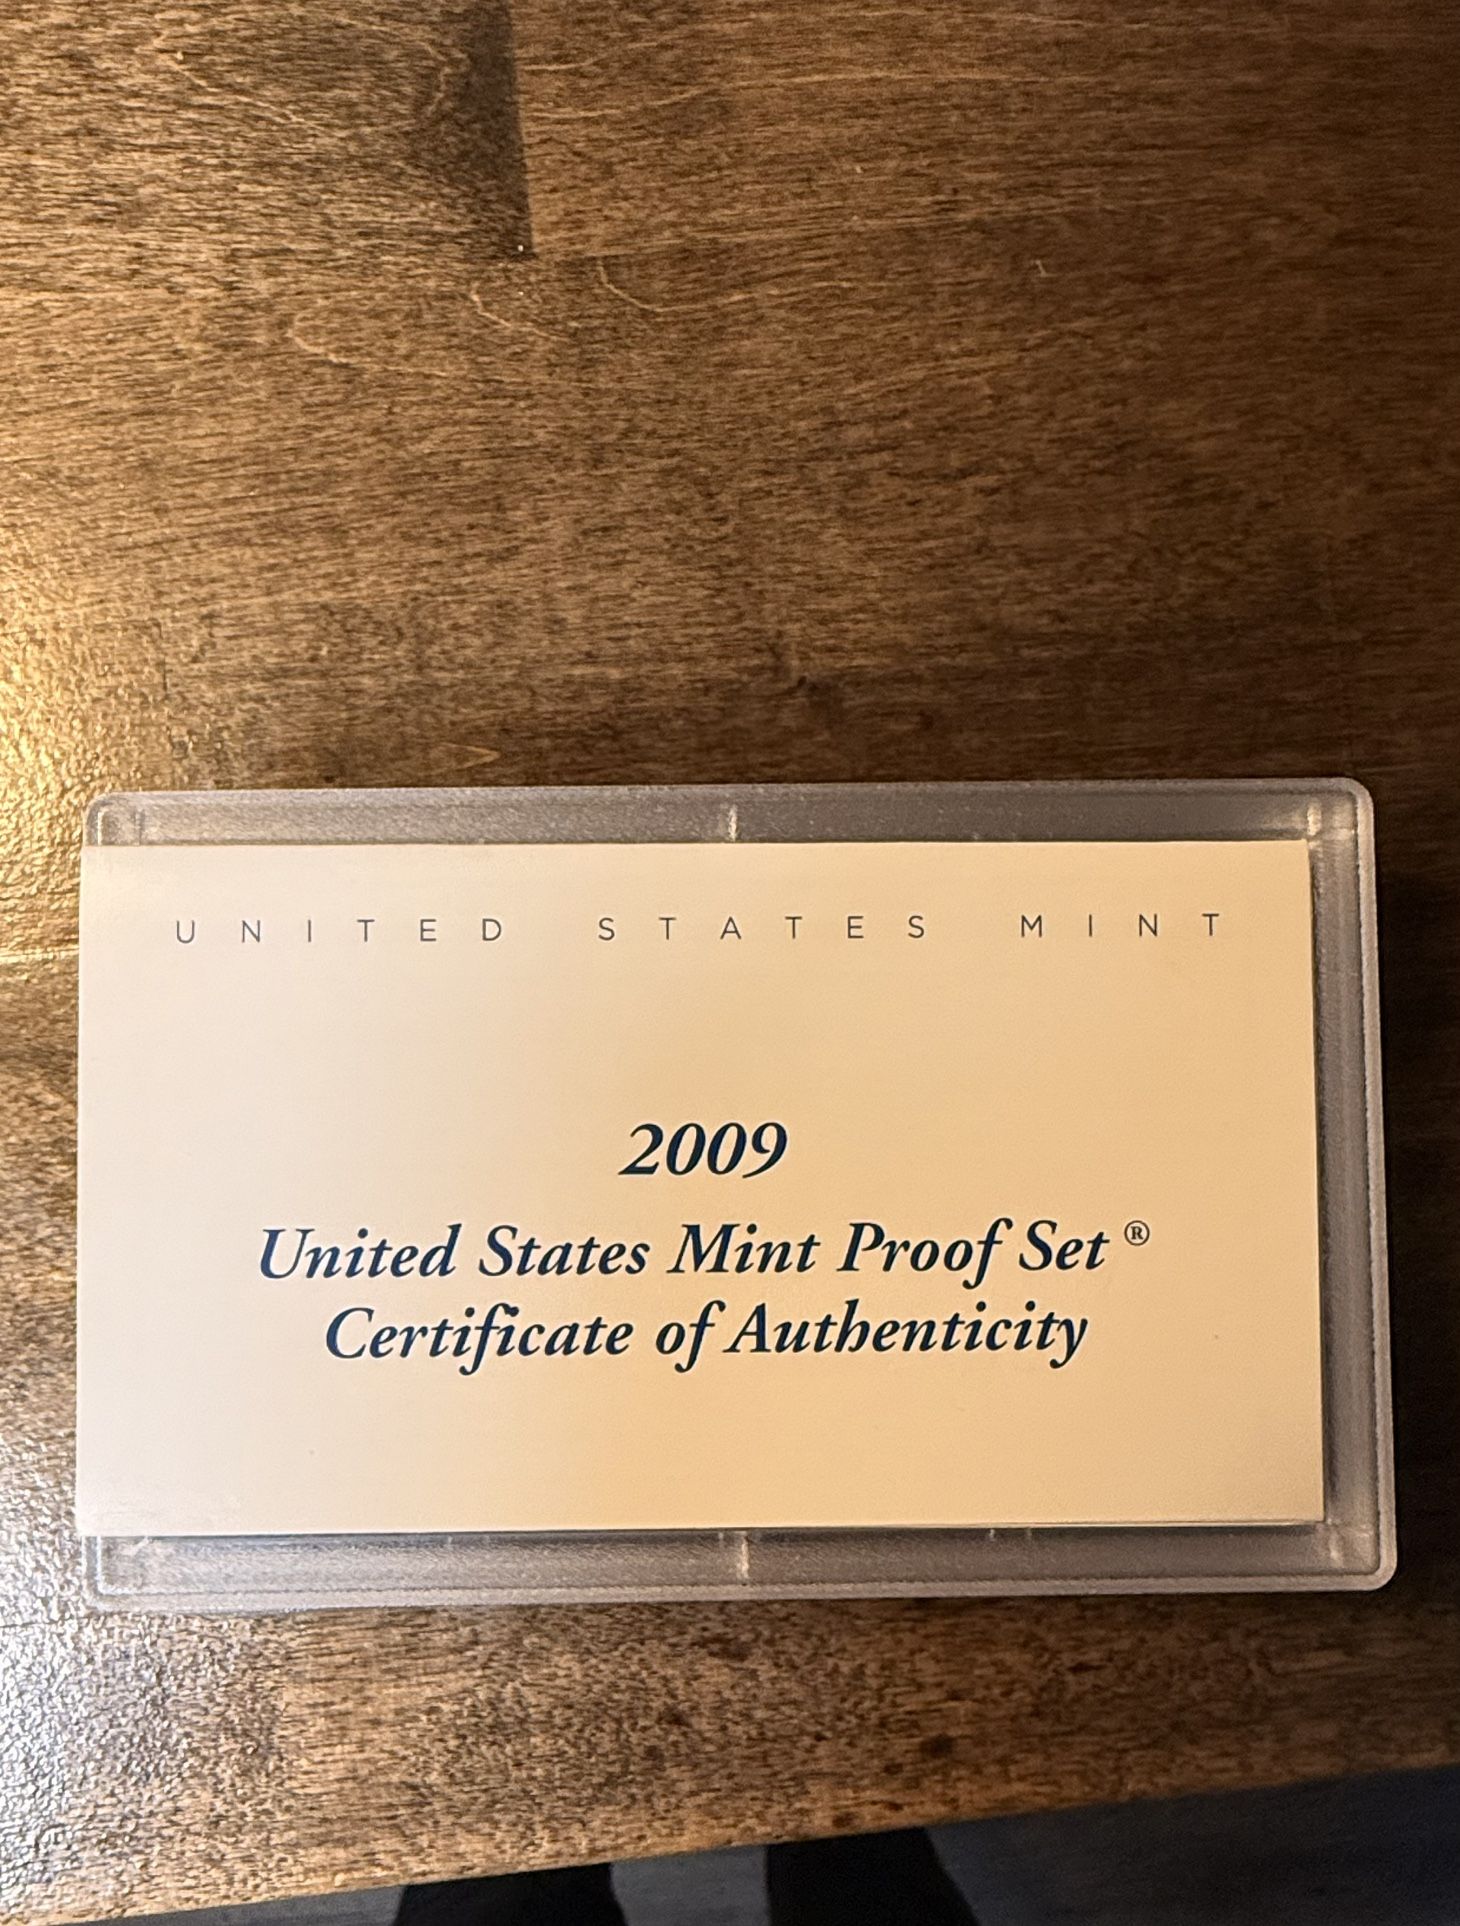 UNITED STATES MINT
2009
United States Mint Proof Set ®
Certificate of Authenticity